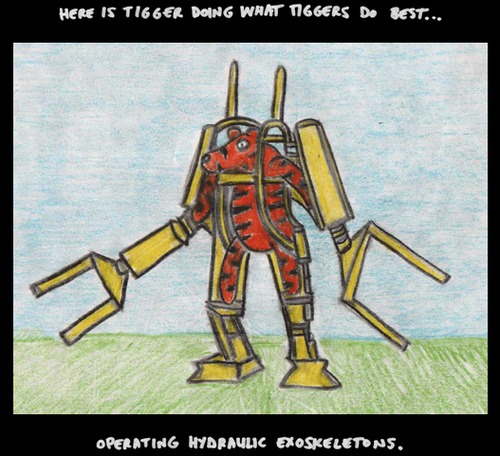 HERE IS TIGGER DOING WHAT TIGGERS DO BEST...
OPERATING HYDRAULIC EXOSKELETONS.